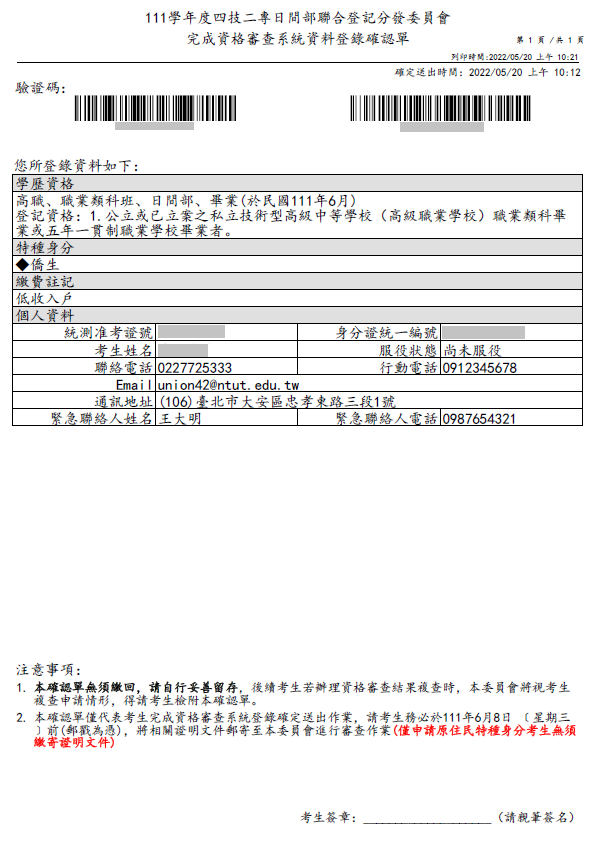 111學年度四技二專日間部聯合登記分發委員會
完成資格審查系統資料登錄確認單
第 1 頁 /共 1 頁
列印時間:2022/05/20 上午 10:21
確定送出時間: 2022/05/20 上午 10:12
驗證碼:
您所登錄資料如下:
學歷資格
高職、職業類科班、日間部、畢業(於民國111年6月)
登記資格:1.公立或已立案之私立技術型高級中等學校（高級職業學校）職業類科畢
業或五年一貫制職業學校畢業者。
特種身分
◆僑生
繳費註記
低收入戶
個人資料
統測准考證號 身分證統一編號
考生姓名 服役狀態 尚未服役
聯絡電話 0227725333 行動電話 0912345678
Email union42@ntut.edu.tw
通訊地址 (106)臺北市大安區忠孝東路三段1號
緊急聯絡人姓名 王大明 緊急聯絡人電話 0987654321
注意事項:
1. 本確認單無須繳回，請自行妥善留存，後續考生若辦理資格審查結果複查時，本委員會將視考生
複查申請情形，得請考生檢附本確認單。
2. 本確認單僅代表考生完成資格審查系統登錄確定送出作業，請考生務必於111年6月8日 〔星期三
〕前(郵戳為憑)，將相關證明文件郵寄至本委員會進行審查作業(僅申請原住民特種身分考生無須
繳寄證明文件)
考生簽章:____________________（請親筆簽名）